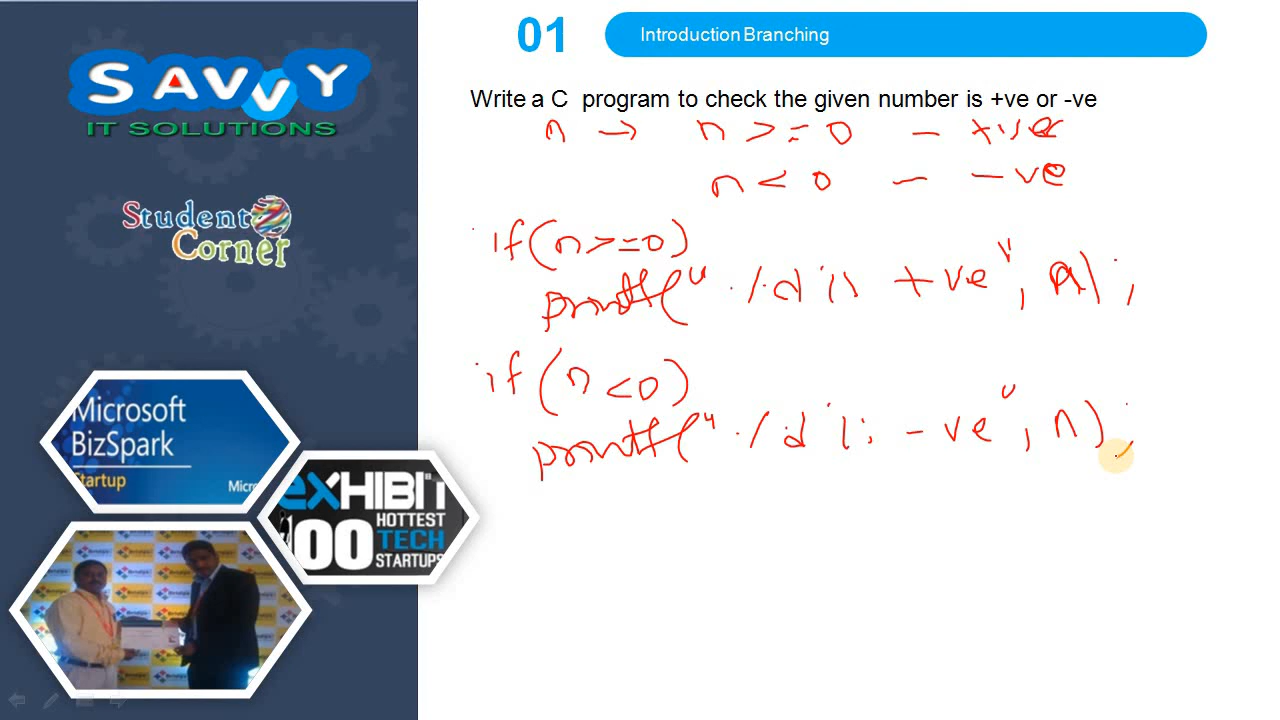 SAVVY
IT SOLUTIONS
Student
Corner
Microsoft
BizSpark
Startup
Micros
eXHIBIT
100
HOTTEST
TECH
STARTUPS
01
Introduction Branching
Write a C program to check the given number is +ve or -ve
n → n >= 0 - +ve
n < 0 - -ve
if(n>=0)
printf("%d is +ve", n);
if(n<0)
printf("%d is -ve", n);